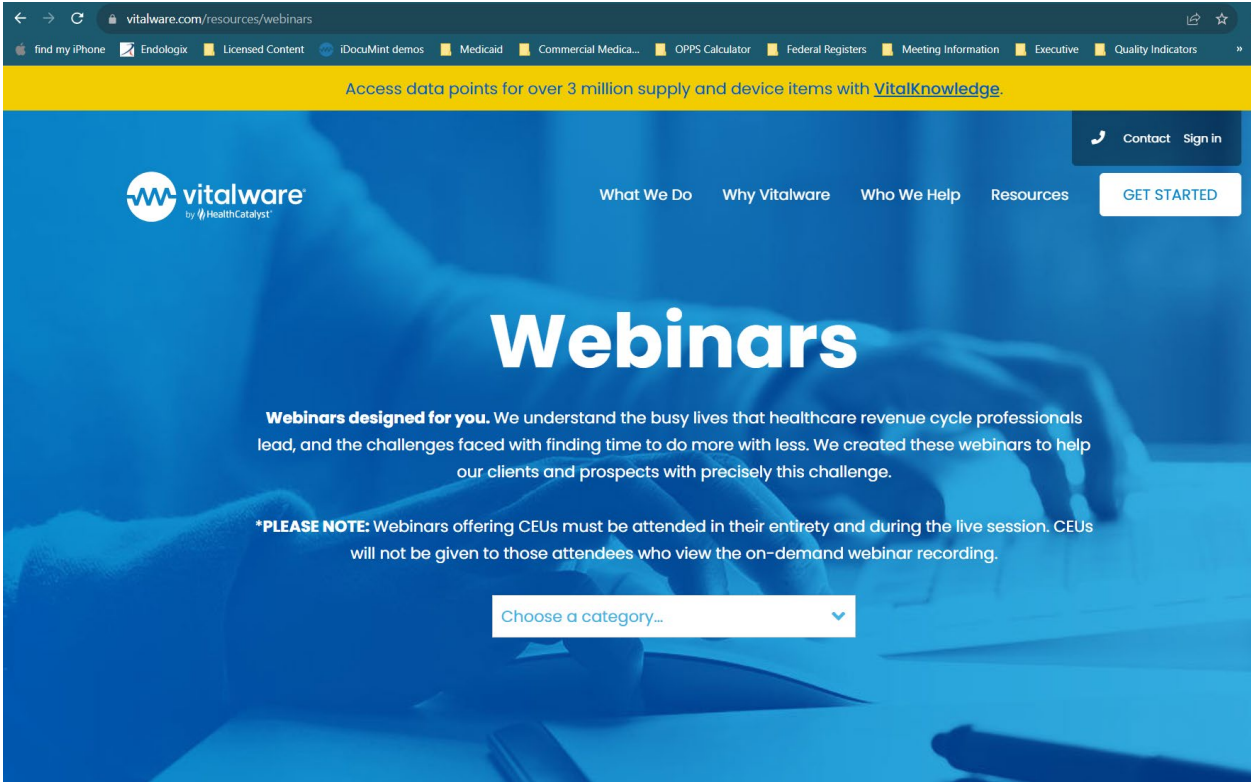 vitalware.com/resources/webinars
find my iPhone Endologix Licensed Content iDocuMint demos Medicaid Commercial Medica... OPPS Calculator Federal Registers Meeting Information Executive Quality Indicators »
Access data points for over 3 million supply and device items with VitalKnowledge.
Contact Sign in
vitalware®
by HealthCatalyst®
What We Do Why Vitalware Who We Help Resources GET STARTED
Webinars
Webinars designed for you. We understand the busy lives that healthcare revenue cycle professionals
lead, and the challenges faced with finding time to do more with less. We created these webinars to help
our clients and prospects with precisely this challenge.
*PLEASE NOTE: Webinars offering CEUs must be attended in their entirety and during the live session. CEUs
will not be given to those attendees who view the on-demand webinar recording.
Choose a category...